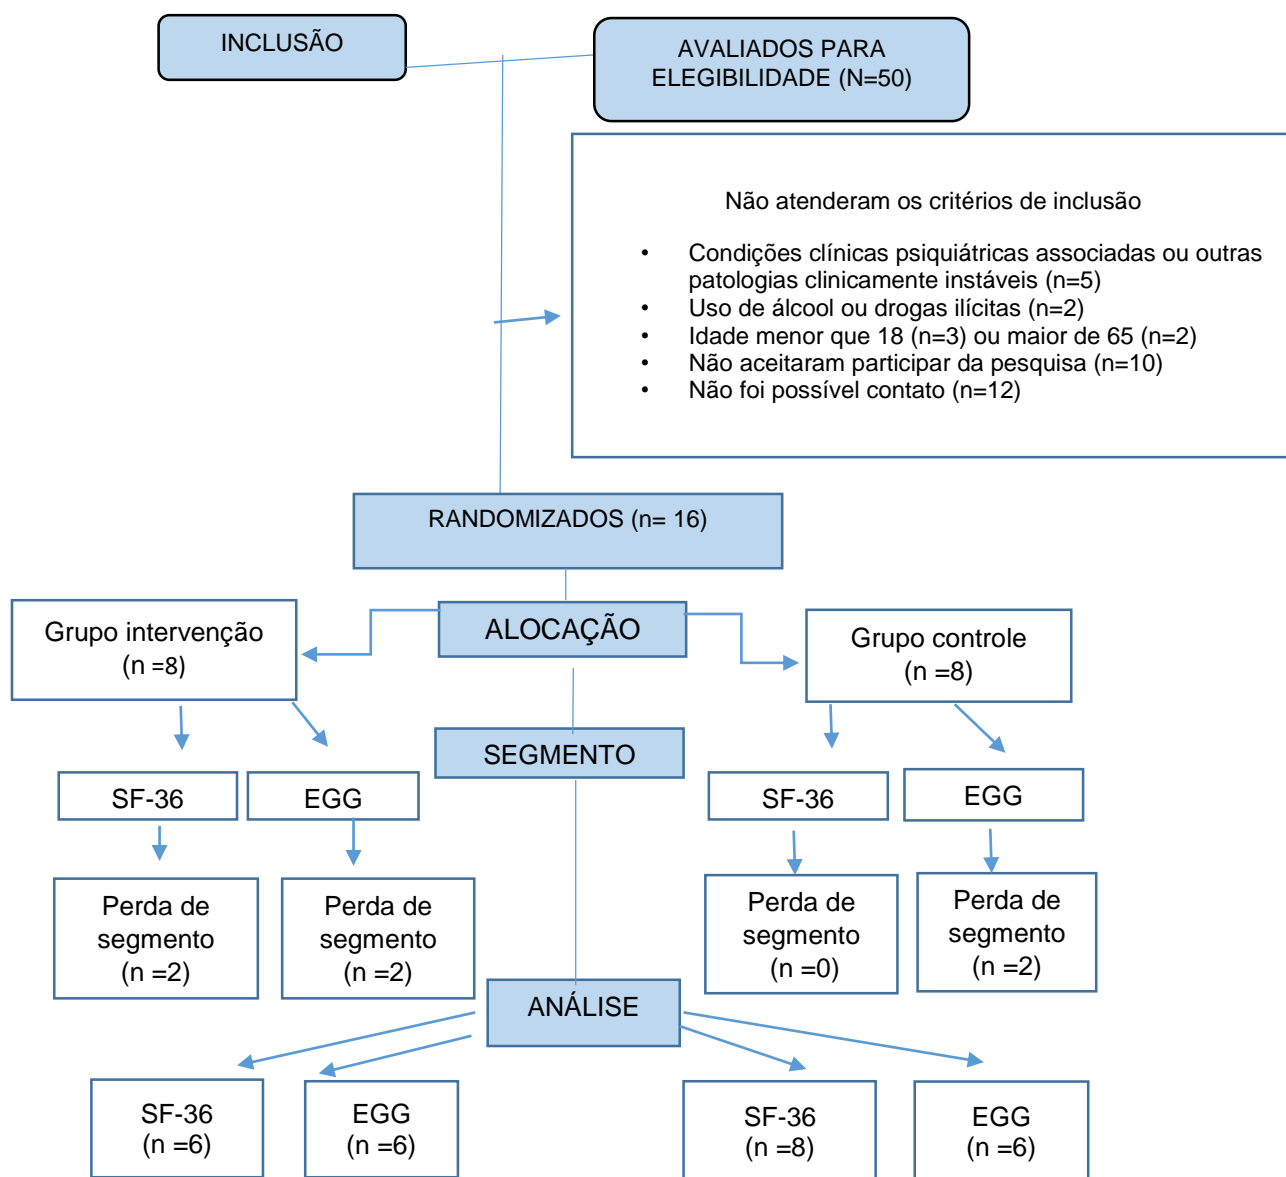 INCLUSÃO
AVALIADOS PARA
ELEGIBILIDADE (N=50)
Não atenderam os critérios de inclusão
• Condições clínicas psiquiátricas associadas ou outras
patologias clinicamente instáveis (n=5)
• Uso de álcool ou drogas ilícitas (n=2)
• Idade menor que 18 (n=3) ou maior de 65 (n=2)
• Não aceitaram participar da pesquisa (n=10)
• Não foi possível contato (n=12)
RANDOMIZADOS (n= 16)
ALOCAÇÃO
Grupo intervenção
(n =8)
Grupo controle
(n =8)
SEGMENTO
SF-36
EGG
SF-36
EGG
Perda de
segmento
(n =2)
Perda de
segmento
(n =2)
Perda de
segmento
(n =0)
Perda de
segmento
(n =2)
ANÁLISE
SF-36
(n =6)
EGG
(n =6)
SF-36
(n =8)
EGG
(n =6)